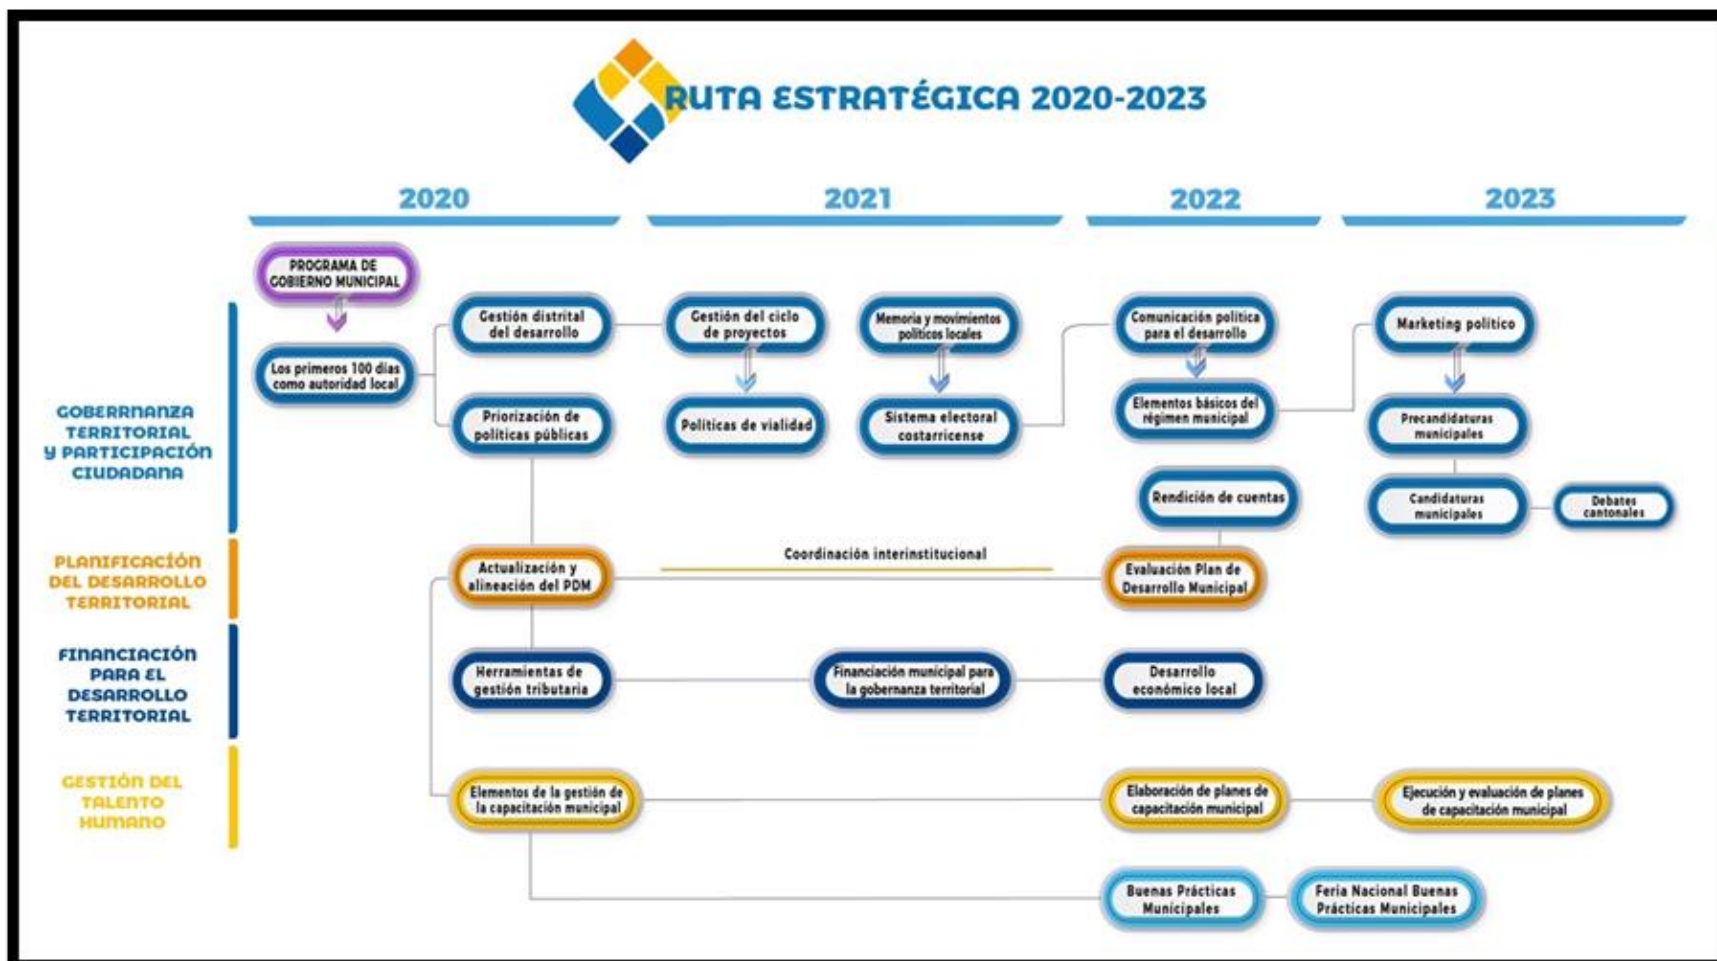 RUTA ESTRATÉGICA 2020-2023
2020
2021
2022
2023
PROGRAMA DE
GOBIERNO MUNICIPAL
Los primeros 100 días
como autoridad local
Gestión distrital
del desarrollo
Priorización de
políticas públicas
Gestión del ciclo
de proyectos
Políticas de vialidad
Memoria y movimientos
políticos locales
Sistema electoral
costarricense
Comunicación política
para el desarrollo
Elementos básicos del
régimen municipal
Rendición de cuentas
Marketing político
Precandidaturas
municipales
Candidaturas
municipales
Debates
cantonales
GOBERRNANZA
TERRITORIAL
Y PARTICIPACIÓN
CIUDADANA
PLANIFICACÍÓN
DEL DESARROLLO
TERRITORIAL
Actualización y
alineación del PDM
Coordinación interinstitucional
Evaluación Plan de
Desarrollo Municipal
FINANCIACIÓN
PARA EL
DESARROLLO
TERRITORIAL
Herramientas de
gestión tributaria
Financiación municipal para
la gobernanza territorial
Desarrollo
económico local
GESTIÓN DEL
TALENTO
HUMANO
Elementos de la gestión de
la capacitación municipal
Elaboración de planes de
capacitación municipal
Ejecución y evaluación de planes
de capacitación municipal
Buenas Prácticas
Municipales
Feria Nacional Buenas
Prácticas Municipales